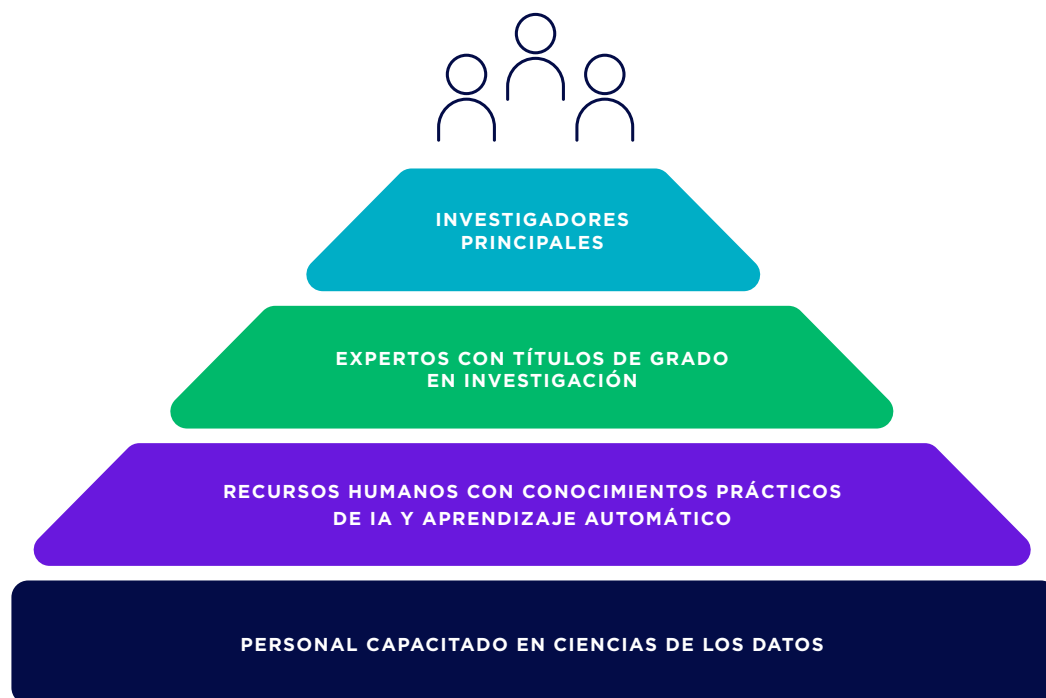 INVESTIGADORES
PRINCIPALES
EXPERTOS CON TÍTULOS DE GRADO
EN INVESTIGACIÓN
RECURSOS HUMANOS CON CONOCIMIENTOS PRÁCTICOS
DE IA Y APRENDIZAJE AUTOMÁTICO
PERSONAL CAPACITADO EN CIENCIAS DE LOS DATOS